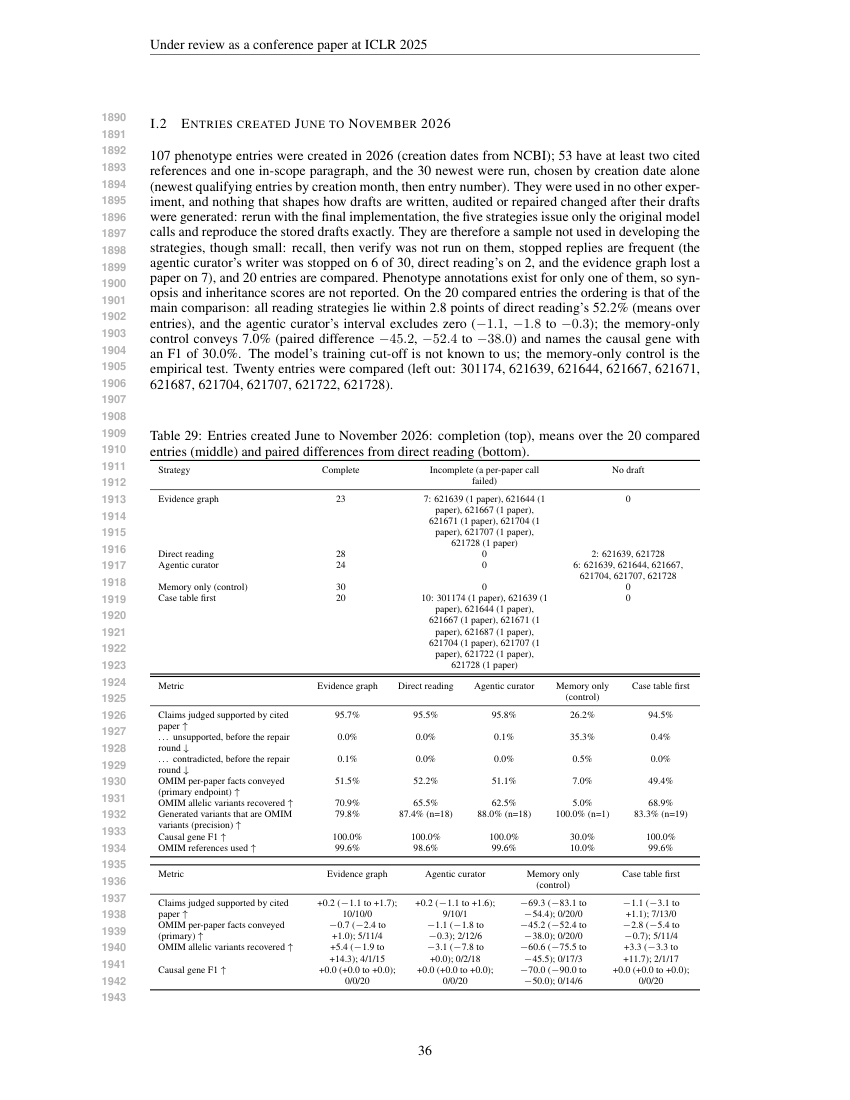 Under review as a conference paper at ICLR 2025
1890
1891
1892
1893
1894
1895
1896
1897
1898
1899
1900
1901
1902
1903
1904
1905
1906
1907
1908
1909
1910
1911
1912
1913
1914
1915
1916
1917
1918
1919
1920
1921
1922
1923
1924
1925
1926
1927
1928
1929
1930
1931
1932
1933
1934
1935
1936
1937
1938
1939
1940
1941
1942
1943
I.2 ENTRIES CREATED JUNE TO NOVEMBER 2026
107 phenotype entries were created in 2026 (creation dates from NCBI); 53 have at least two cited
references and one in-scope paragraph, and the 30 newest were run, chosen by creation date alone
(newest qualifying entries by creation month, then entry number). They were used in no other exper-
iment, and nothing that shapes how drafts are written, audited or repaired changed after their drafts
were generated: rerun with the final implementation, the five strategies issue only the original model
calls and reproduce the stored drafts exactly. They are therefore a sample not used in developing the
strategies, though small: recall, then verify was not run on them, stopped replies are frequent (the
agentic curator's writer was stopped on 6 of 30, direct reading's on 2, and the evidence graph lost a
paper on 7), and 20 entries are compared. Phenotype annotations exist for only one of them, so syn-
opsis and inheritance scores are not reported. On the 20 compared entries the ordering is that of the
main comparison: all reading strategies lie within 2.8 points of direct reading's 52.2% (means over
entries), and the agentic curator's interval excludes zero (−1.1, −1.8 to −0.3); the memory-only
control conveys 7.0% (paired difference −45.2, −52.4 to −38.0) and names the causal gene with
an F1 of 30.0%. The model's training cut-off is not known to us; the memory-only control is the
empirical test. Twenty entries were compared (left out: 301174, 621639, 621644, 621667, 621671,
621687, 621704, 621707, 621722, 621728).
Table 29: Entries created June to November 2026: completion (top), means over the 20 compared
entries (middle) and paired differences from direct reading (bottom).
Strategy Complete Incomplete (a per-paper call No draft
failed)
Evidence graph 23 7: 621639 (1 paper), 621644 (1 0
paper), 621667 (1 paper),
621671 (1 paper), 621704 (1
paper), 621707 (1 paper),
621728 (1 paper)
Direct reading 28 0 2: 621639, 621728
Agentic curator 24 0 6: 621639, 621644, 621667,
621704, 621707, 621728
Memory only (control) 30 0 0
Case table first 20 10: 301174 (1 paper), 621639 (1 0
paper), 621644 (1 paper),
621667 (1 paper), 621671 (1
paper), 621687 (1 paper),
621704 (1 paper), 621707 (1
paper), 621722 (1 paper),
621728 (1 paper)
Metric Evidence graph Direct reading Agentic curator Memory only Case table first
(control)
Claims judged supported by cited 95.7% 95.5% 95.8% 26.2% 94.5%
paper ↑
... unsupported, before the repair 0.0% 0.0% 0.1% 35.3% 0.4%
round ↓
... contradicted, before the repair 0.1% 0.0% 0.0% 0.5% 0.0%
round ↓
OMIM per-paper facts conveyed 51.5% 52.2% 51.1% 7.0% 49.4%
(primary endpoint) ↑
OMIM allelic variants recovered ↑ 70.9% 65.5% 62.5% 5.0% 68.9%
Generated variants that are OMIM 79.8% 87.4% (n=18) 88.0% (n=18) 100.0% (n=1) 83.3% (n=19)
variants (precision) ↑
Causal gene F1 ↑ 100.0% 100.0% 100.0% 30.0% 100.0%
OMIM references used ↑ 99.6% 98.6% 99.6% 10.0% 99.6%
Metric Evidence graph Agentic curator Memory only Case table first
(control)
Claims judged supported by cited +0.2 (−1.1 to +1.7); +0.2 (−1.1 to +1.6); −69.3 (−83.1 to −1.1 (−3.1 to
paper ↑ 10/10/0 9/10/1 −54.4); 0/20/0 +1.1); 7/13/0
OMIM per-paper facts conveyed −0.7 (−2.4 to −1.1 (−1.8 to −45.2 (−52.4 to −2.8 (−5.4 to
(primary) ↑ +1.0); 5/11/4 −0.3); 2/12/6 −38.0); 0/20/0 −0.7); 5/11/4
OMIM allelic variants recovered ↑ +5.4 (−1.9 to −3.1 (−7.8 to −60.6 (−75.5 to +3.3 (−3.3 to
+14.3); 4/1/15 +0.0); 0/2/18 −45.5); 0/17/3 +11.7); 2/1/17
Causal gene F1 ↑ +0.0 (+0.0 to +0.0); +0.0 (+0.0 to +0.0); −70.0 (−90.0 to +0.0 (+0.0 to +0.0);
0/0/20 0/0/20 −50.0); 0/14/6 0/0/20
36